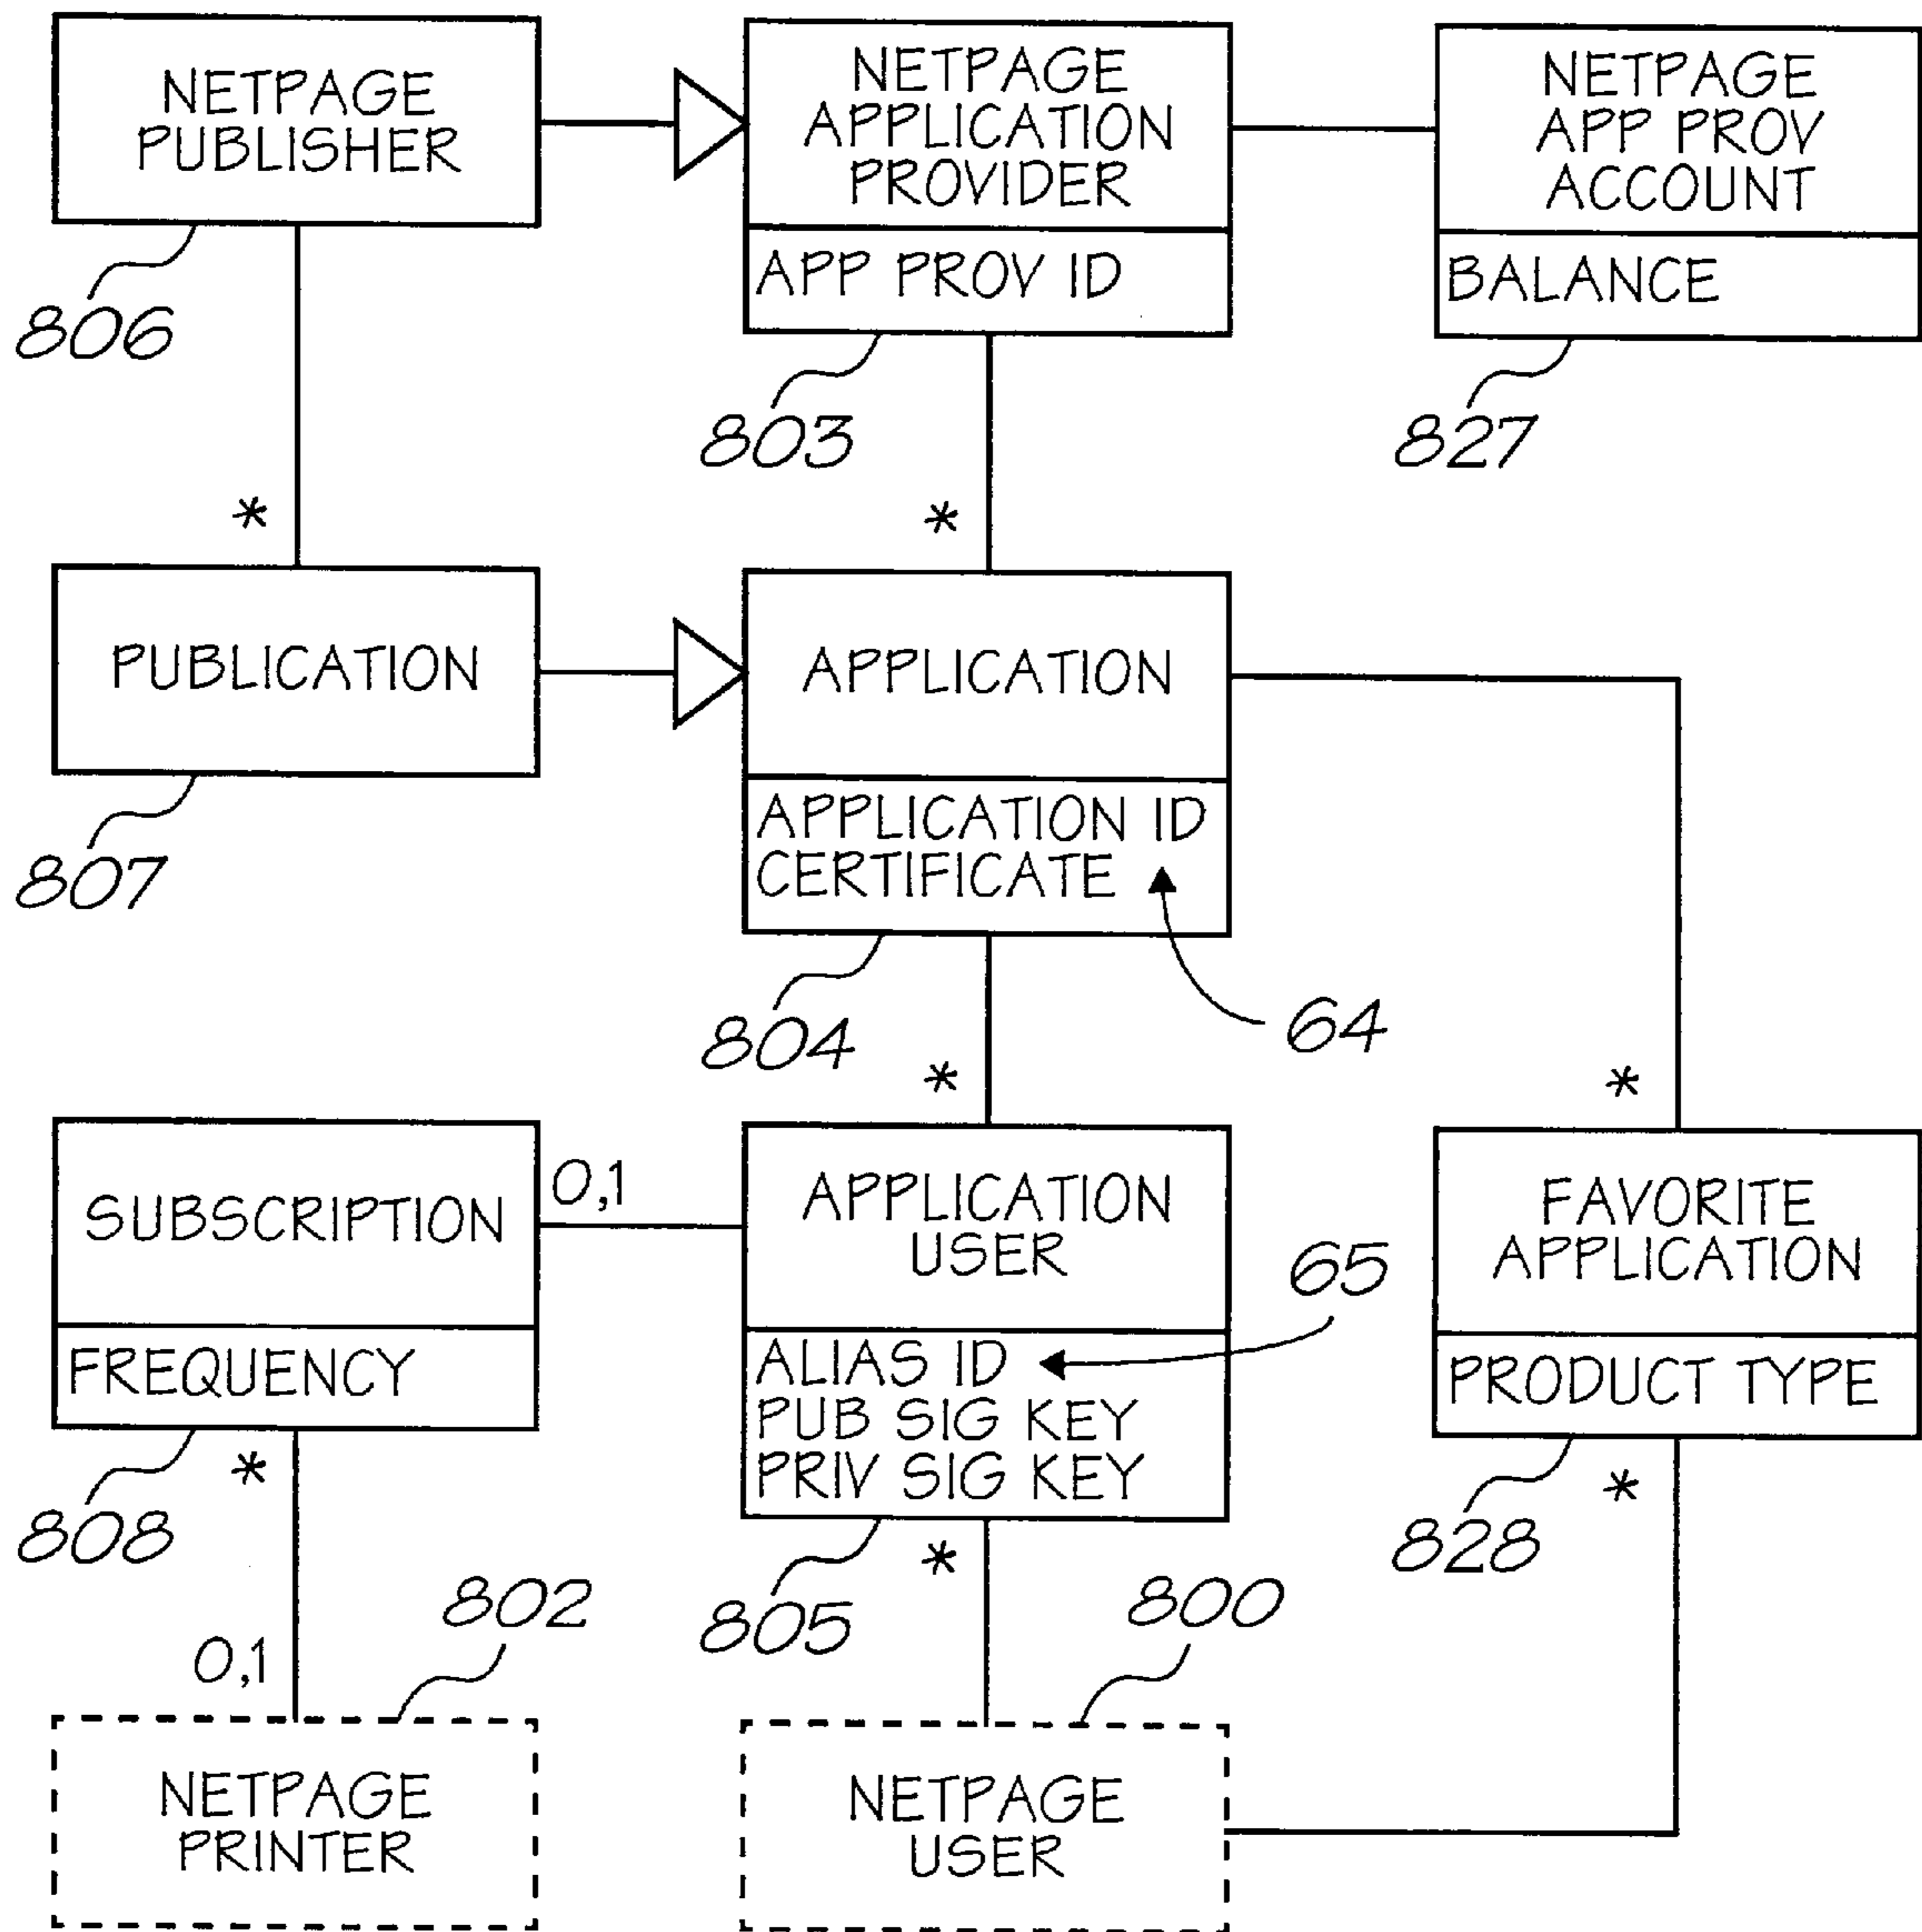 NETPAGE
PUBLISHER
806
NETPAGE
APPLICATION
PROVIDER
APP PROV ID
803
NETPAGE
APP PROV
ACCOUNT
BALANCE
827
*
*
PUBLICATION
807
APPLICATION
APPLICATION ID
CERTIFICATE
64
804
*
*
SUBSCRIPTION
FREQUENCY
0,1
808
*
APPLICATION
USER
ALIAS ID
PUB SIG KEY
PRIV SIG KEY
65
805
*
FAVORITE
APPLICATION
PRODUCT TYPE
828
*
802
0,1
NETPAGE
PRINTER
800
NETPAGE
USER